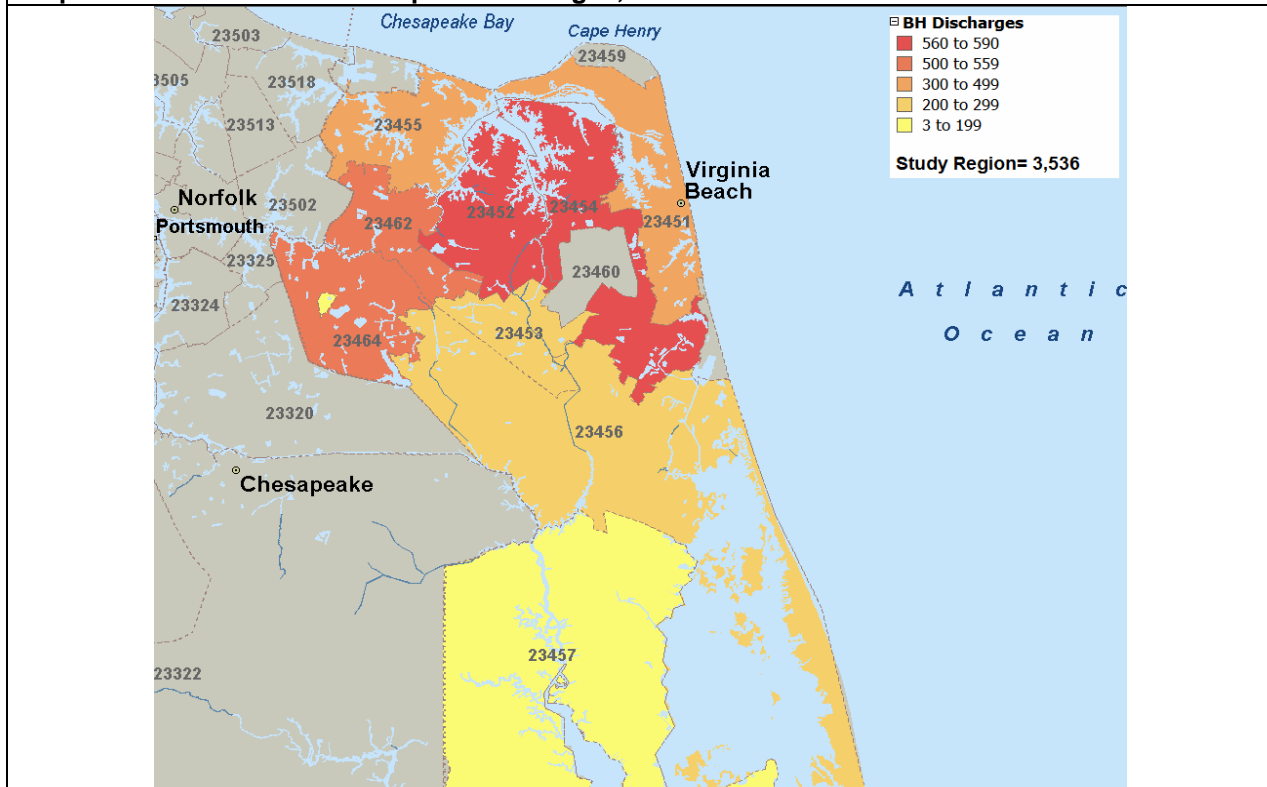 Chesapeake Bay
Cape Henry
23503
23459
23518
23513
23455
Norfolk
23502
Portsmouth
23462
23452
23454
Virginia
Beach
23451
23325
23460
23324
23464
23453
23320
23456
Chesapeake
23457
23322
Atlantic
Ocean
BH Discharges
560 to 590
500 to 559
300 to 499
200 to 299
3 to 199
Study Region= 3,536